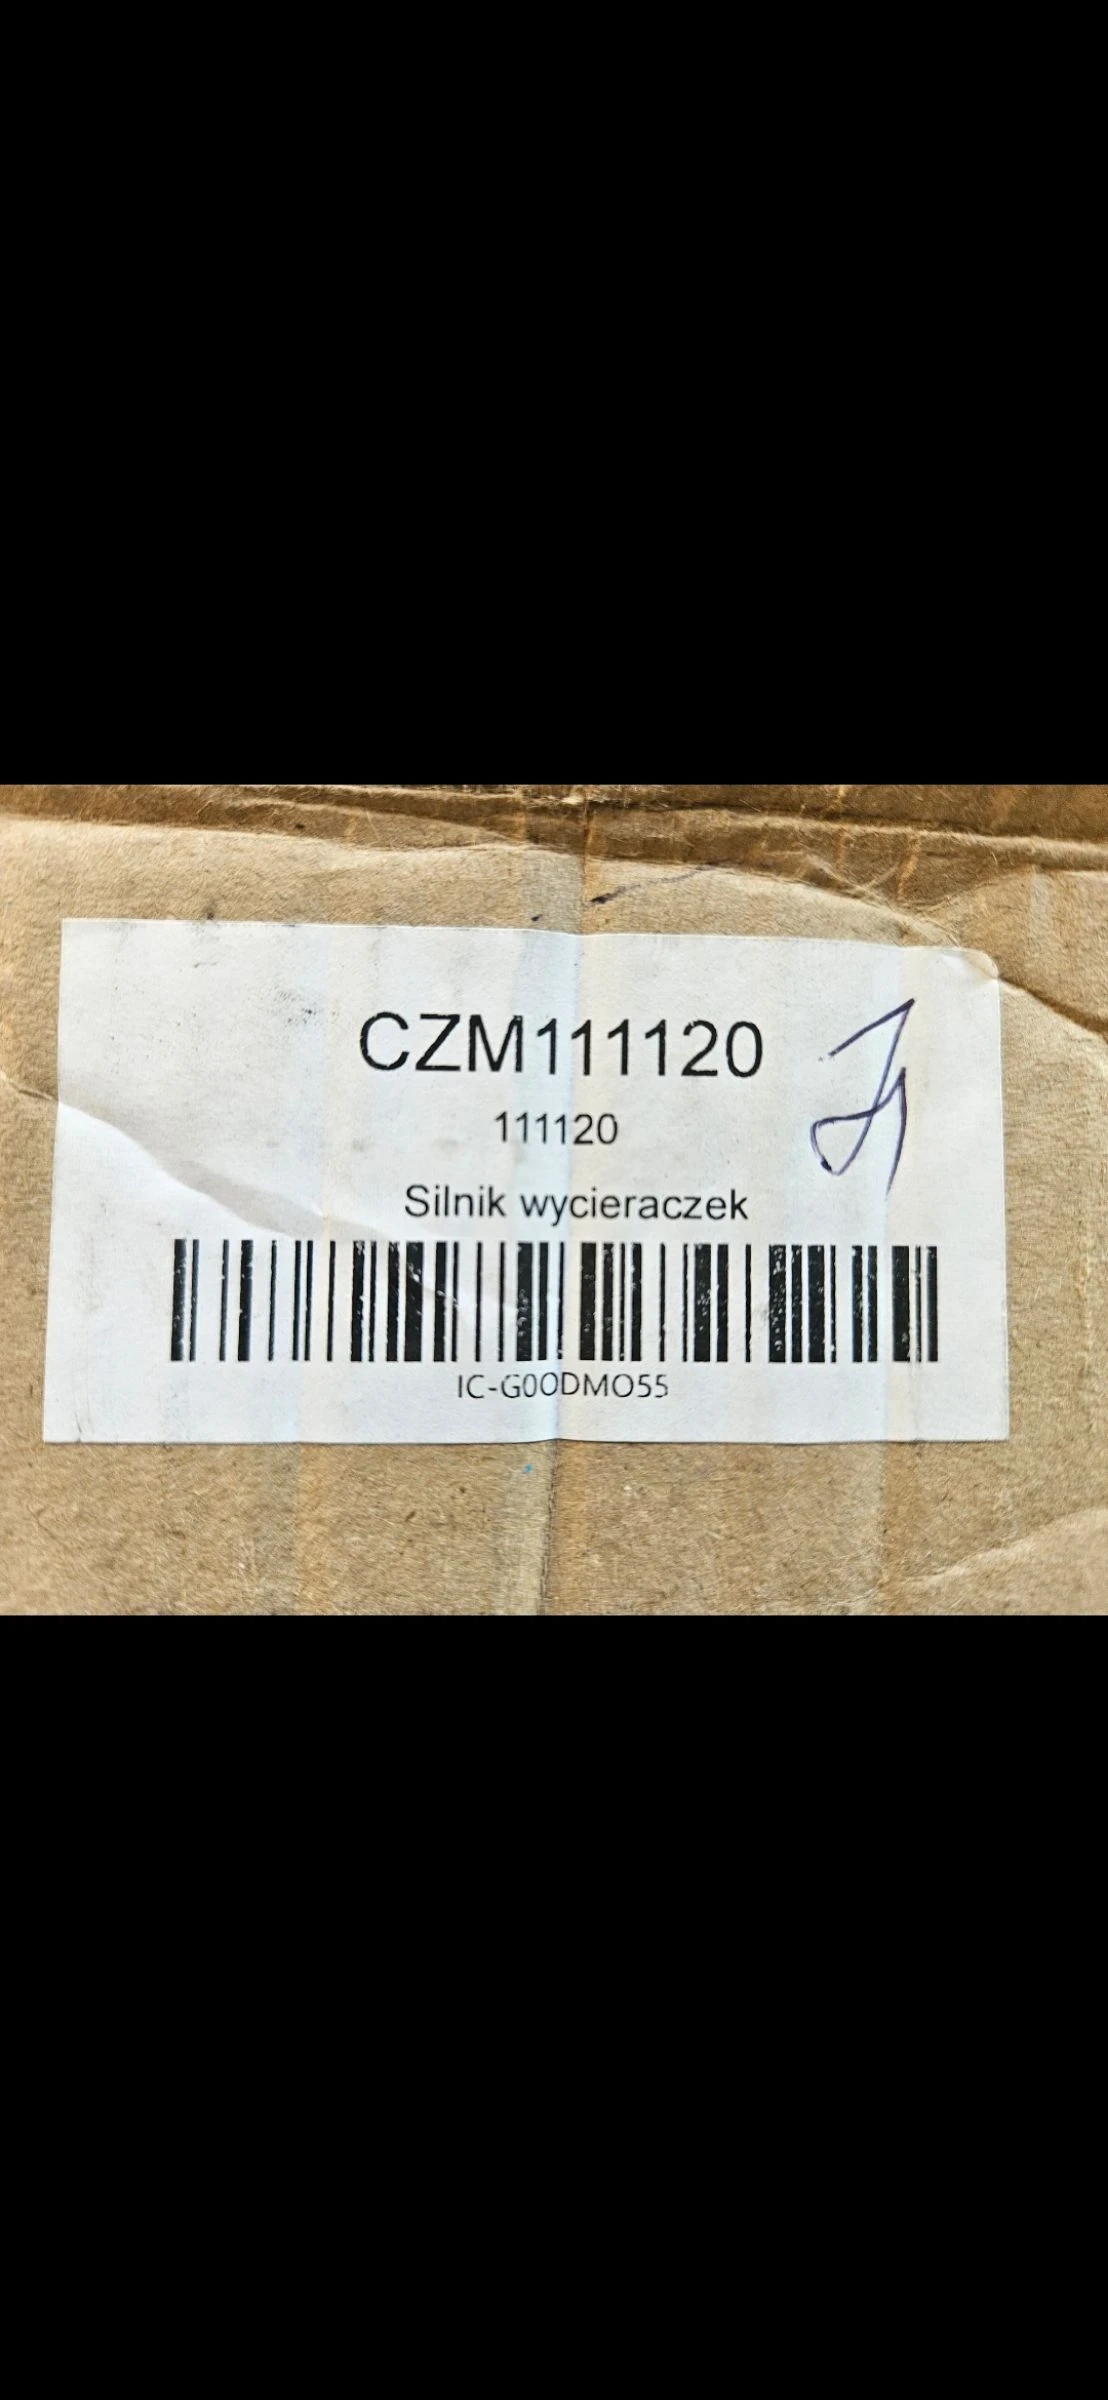 CZM111120
111120
Silnik wycieraczek
IC-G00DMO55